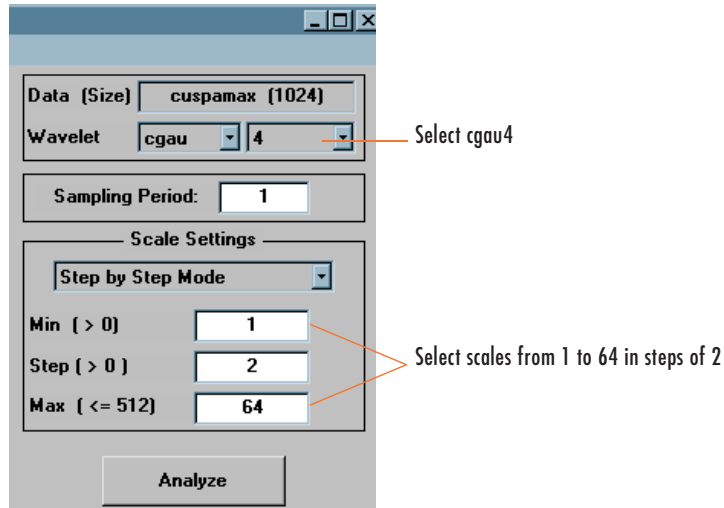 Data (Size) cuspamax (1024)
Wavelet cgau 4
Select cgau4
Sampling Period: 1
Scale Settings
Step by Step Mode
Min ( > 0) 1
Step ( > 0 ) 2
Select scales from 1 to 64 in steps of 2
Max ( <= 512) 64
Analyze